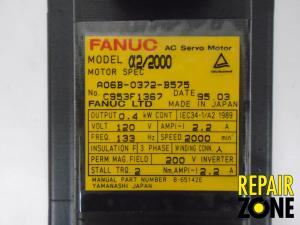 FANUC AC Servo Motor
MODEL α2/2000
MOTOR SPEC
A06B-0372-B575
No. C953F1367 DATE 95.03
FANUC LTD MADE IN JAPAN
OUTPUT 0.4 kW CONT IEC34-1/A2 1989
VOLT 120 V AMP(~) 2.2 A
FREQ. 133 Hz SPEED 2000 min
INSULATION F 3 PHASE WINDING CONN. 人
PERM. MAG. FIELD 200 V INVERTER
STALL TRQ. 2 Nm, AMP(~) 2.2 A
MANUAL PART NUMBER B-65142E
YAMANASHI JAPAN
REPAIR
ZONE